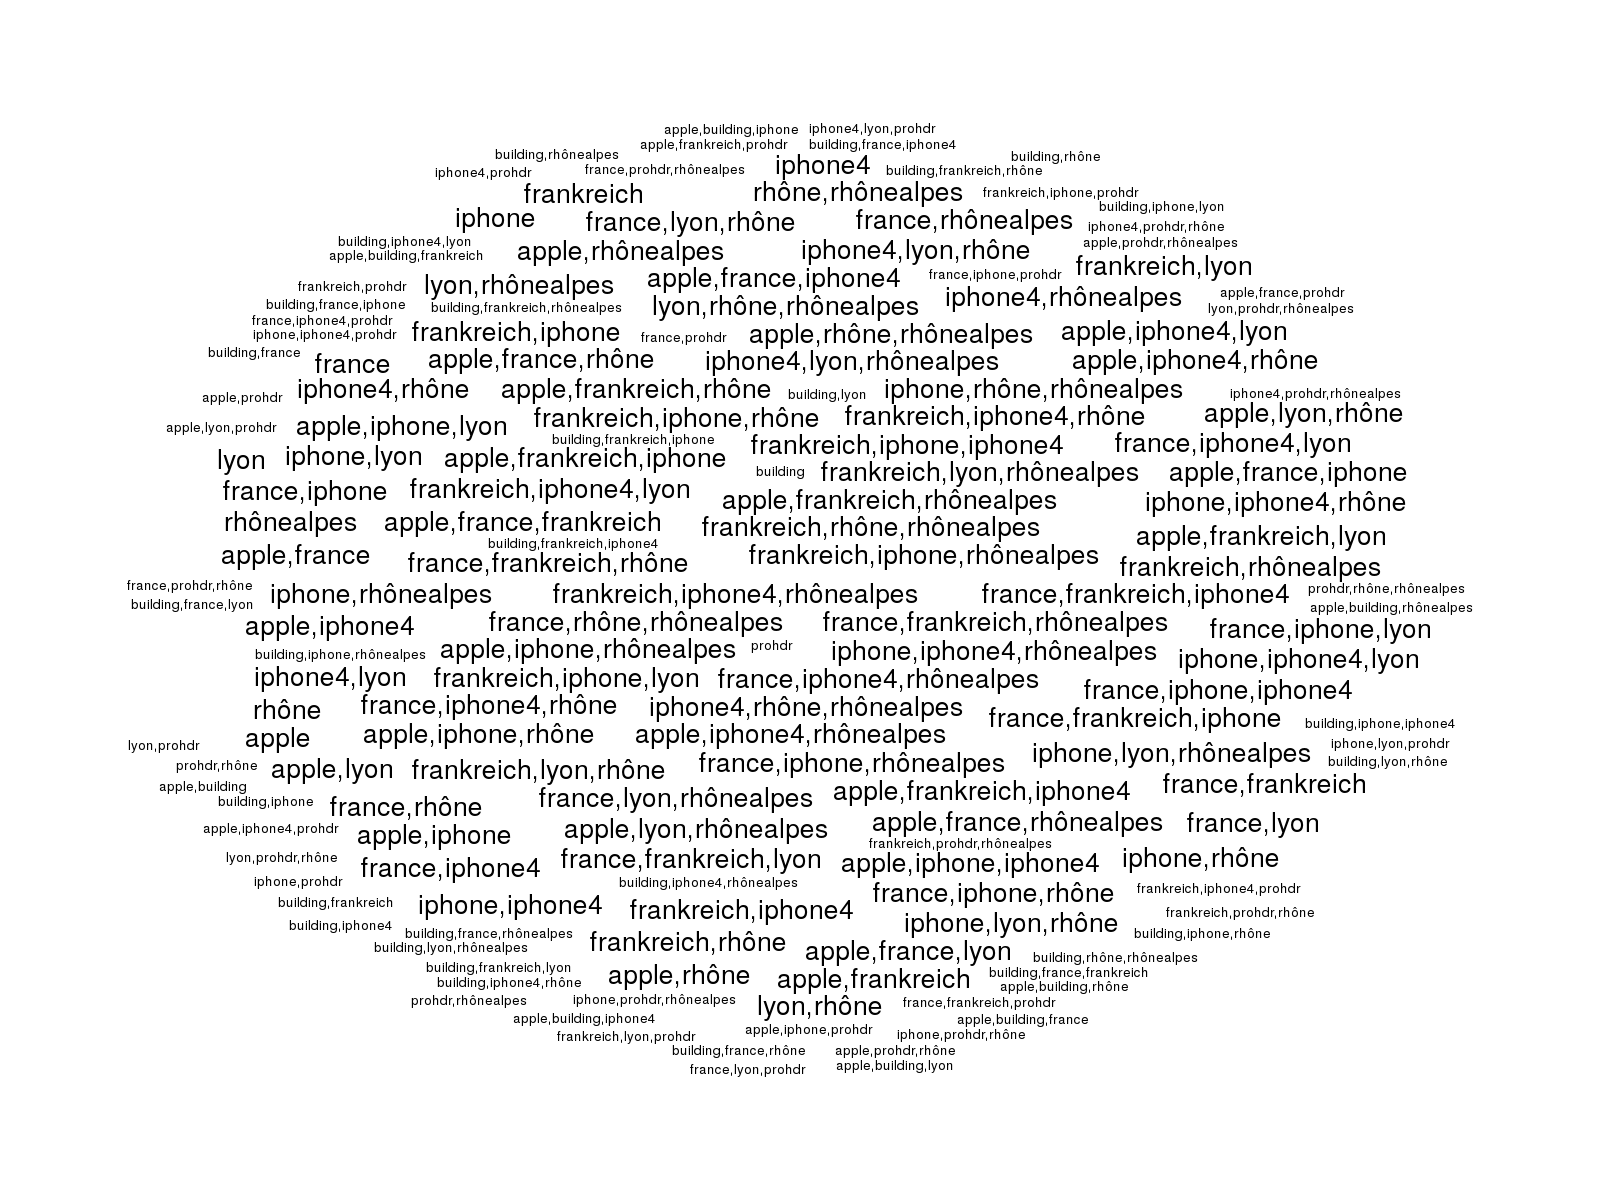 apple,building,iphone iphone4,lyon,prohdr
apple,frankreich,prohdr building,france,iphone4
building,rhônealpes building,rhône
iphone4,prohdr france,prohdr,rhônealpes iphone4 building,frankreich,rhône
frankreich rhône,rhônealpes frankreich,iphone,prohdr
building,iphone,lyon
iphone france,lyon,rhône france,rhônealpes iphone4,prohdr,rhône
building,iphone4,lyon apple,prohdr,rhônealpes
apple,building,frankreich apple,rhônealpes iphone4,lyon,rhône
frankreich,lyon
frankreich,prohdr lyon,rhônealpes apple,france,iphone4 france,iphone,prohdr
building,france,iphone building,frankreich,rhônealpes lyon,rhône,rhônealpes iphone4,rhônealpes apple,france,prohdr
lyon,prohdr,rhônealpes
france,iphone4,prohdr
iphone,iphone4,prohdr frankreich,iphone france,prohdr apple,rhône,rhônealpes apple,iphone4,lyon
building,france france apple,france,rhône iphone4,lyon,rhônealpes apple,iphone4,rhône
apple,prohdr iphone4,rhône apple,frankreich,rhône building,lyon iphone,rhône,rhônealpes iphone4,prohdr,rhônealpes
apple,lyon,prohdr apple,iphone,lyon frankreich,iphone,rhône frankreich,iphone4,rhône apple,lyon,rhône
building,frankreich,iphone frankreich,iphone,iphone4 france,iphone4,lyon
lyon iphone,lyon apple,frankreich,iphone building frankreich,lyon,rhônealpes apple,france,iphone
france,iphone frankreich,iphone4,lyon apple,frankreich,rhônealpes iphone,iphone4,rhône
rhônealpes apple,france,frankreich frankreich,rhône,rhônealpes apple,frankreich,lyon
building,frankreich,iphone4
apple,france france,frankreich,rhône frankreich,iphone,rhônealpes frankreich,rhônealpes
france,prohdr,rhône iphone,rhônealpes frankreich,iphone4,rhônealpes france,frankreich,iphone4 prohdr,rhône,rhônealpes
building,france,lyon apple,building,rhônealpes
apple,iphone4 france,rhône,rhônealpes france,frankreich,rhônealpes france,iphone,lyon
building,iphone,rhônealpes apple,iphone,rhônealpes prohdr iphone,iphone4,rhônealpes iphone,iphone4,lyon
iphone4,lyon frankreich,iphone,lyon france,iphone4,rhônealpes france,iphone,iphone4
rhône france,iphone4,rhône iphone4,rhône,rhônealpes france,frankreich,iphone building,iphone,iphone4
lyon,prohdr apple apple,iphone,rhône apple,iphone4,rhônealpes iphone,lyon,rhônealpes iphone,lyon,prohdr
prohdr,rhône apple,lyon frankreich,lyon,rhône france,iphone,rhônealpes building,lyon,rhône
apple,building france,frankreich
building,iphone france,rhône france,lyon,rhônealpes apple,frankreich,iphone4
apple,iphone4,prohdr apple,iphone apple,lyon,rhônealpes apple,france,rhônealpes france,lyon
frankreich,prohdr,rhônealpes
lyon,prohdr,rhône france,iphone4 france,frankreich,lyon apple,iphone,iphone4 iphone,rhône
iphone,prohdr building,iphone4,rhônealpes france,iphone,rhône frankreich,iphone4,prohdr
building,frankreich iphone,iphone4 frankreich,iphone4 frankreich,prohdr,rhône
building,iphone4 iphone,lyon,rhône
building,france,rhônealpes building,iphone,rhône
building,lyon,rhônealpes frankreich,rhône apple,france,lyon
building,rhône,rhônealpes
building,frankreich,lyon apple,rhône apple,frankreich building,france,frankreich
building,iphone4,rhône apple,building,rhône
prohdr,rhônealpes iphone,prohdr,rhônealpes lyon,rhône france,frankreich,prohdr
apple,building,iphone4 apple,building,france
frankreich,lyon,prohdr apple,iphone,prohdr iphone,prohdr,rhône
building,france,rhône apple,prohdr,rhône
france,lyon,prohdr apple,building,lyon